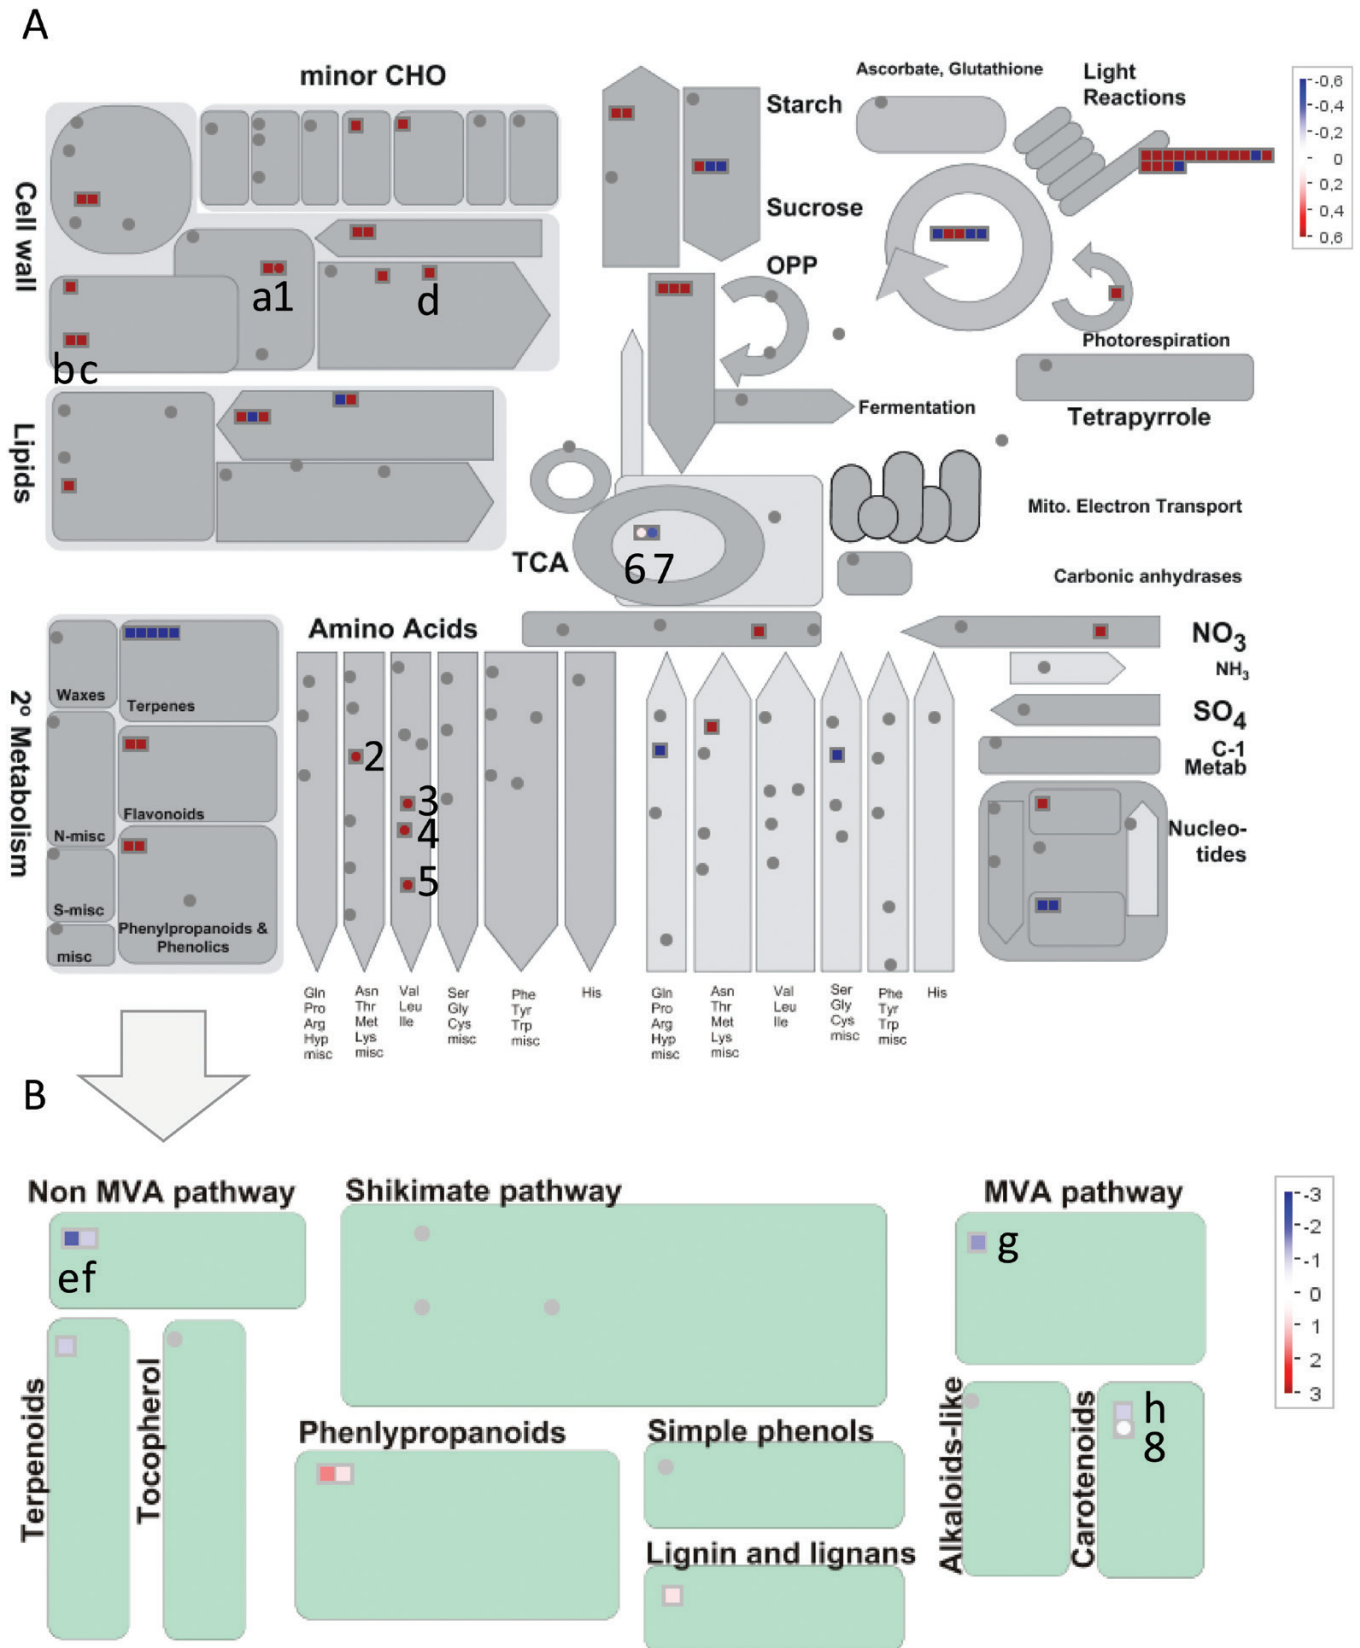 A
minor CHO
Cell wall
a1
d
bc
Lipids
Starch
Sucrose
OPP
Ascorbate, Glutathione
Light
Reactions
-0,6
-0,4
-0,2
0
0,2
0,4
0,6
Photorespiration
Tetrapyrrole
Fermentation
Mito. Electron Transport
TCA
6 7
Carbonic anhydrases
2º Metabolism
Waxes
Terpenes
N-misc
Flavonoids
S-misc
misc
Phenylpropanoids &
Phenolics
Amino Acids
2
3
4
5
Gln
Pro
Arg
Hyp
misc
Asn
Thr
Met
Lys
misc
Val
Leu
Ile
Ser
Gly
Cys
misc
Phe
Tyr
Trp
misc
His
Gln
Pro
Arg
Hyp
misc
Asn
Thr
Met
Lys
misc
Val
Leu
Ile
Ser
Gly
Cys
misc
Phe
Tyr
Trp
misc
His
NO3
NH3
SO4
C-1
Metab
Nucleo-
tides
B
Non MVA pathway
ef
Shikimate pathway
MVA pathway
g
-3
-2
-1
0
1
2
3
Terpenoids
Tocopherol
Phenlypropanoids
Simple phenols
Lignin and lignans
Alkaloids-like
Carotenoids
h
8